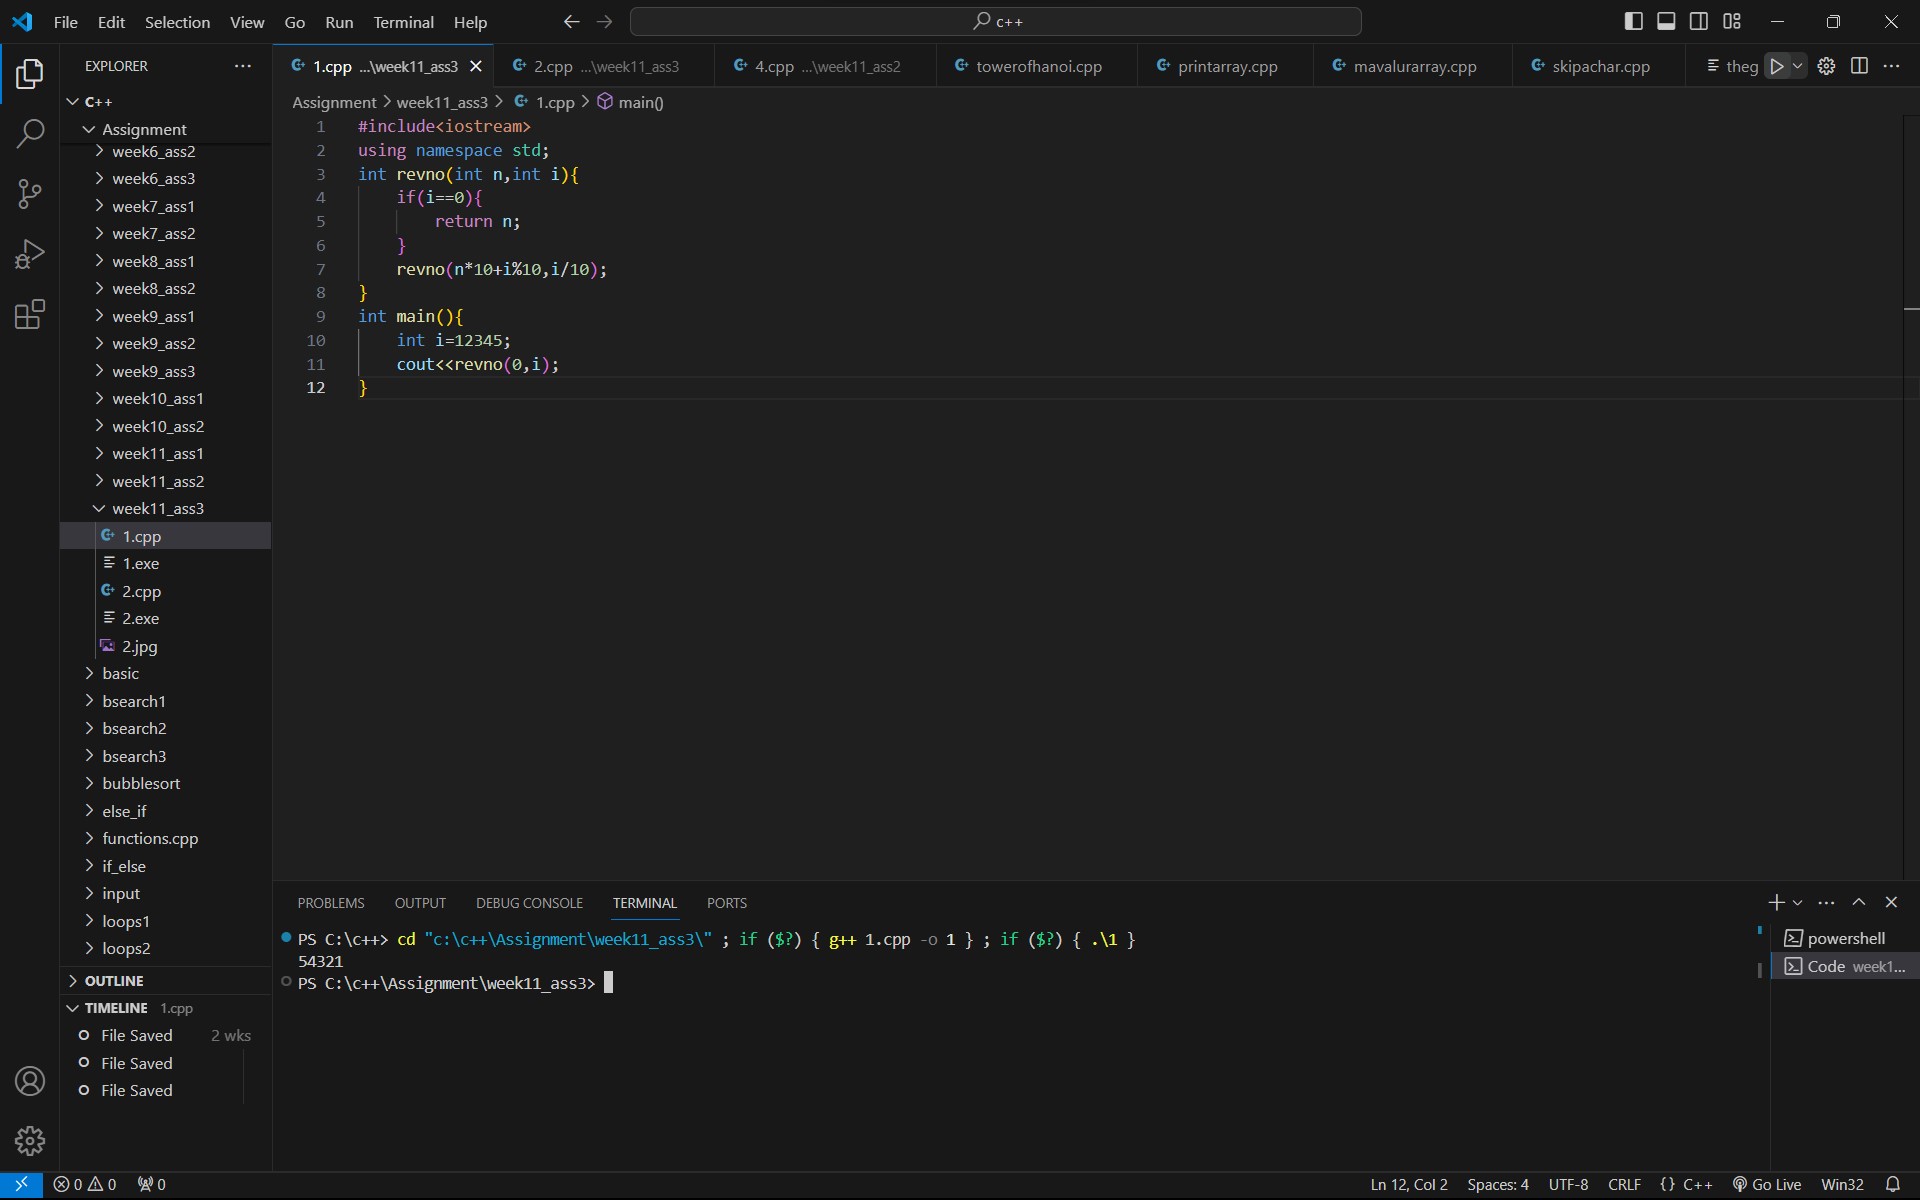 File Edit Selection View Go Run Terminal Help
c++
EXPLORER
C++
Assignment
week6_ass2
week6_ass3
week7_ass1
week7_ass2
week8_ass1
week8_ass2
week9_ass1
week9_ass2
week9_ass3
week10_ass1
week10_ass2
week11_ass1
week11_ass2
week11_ass3
1.cpp
1.exe
2.cpp
2.exe
2.jpg
basic
bsearch1
bsearch2
bsearch3
bubblesort
else_if
functions.cpp
if_else
input
loops1
loops2
OUTLINE
TIMELINE 1.cpp
File Saved 2 wks
File Saved
File Saved
1.cpp ...\week11_ass3 2.cpp ...\week11_ass3 4.cpp ...\week11_ass2 towerofhanoi.cpp printarray.cpp mavalurarray.cpp skipachar.cpp theg
Assignment > week11_ass3 > 1.cpp > main()
1 #include<iostream>
2 using namespace std;
3 int revno(int n,int i){
4 if(i==0){
5 return n;
6 }
7 revno(n*10+i%10,i/10);
8 }
9 int main(){
10 int i=12345;
11 cout<<revno(0,i);
12 }
PROBLEMS OUTPUT DEBUG CONSOLE TERMINAL PORTS
PS C:\c++> cd "c:\c++\Assignment\week11_ass3\" ; if ($?) { g++ 1.cpp -o 1 } ; if ($?) { .\1 }
54321
PS C:\c++\Assignment\week11_ass3>
powershell
Code week1...
0 0 0
Ln 12, Col 2 Spaces: 4 UTF-8 CRLF {} C++ Go Live Win32